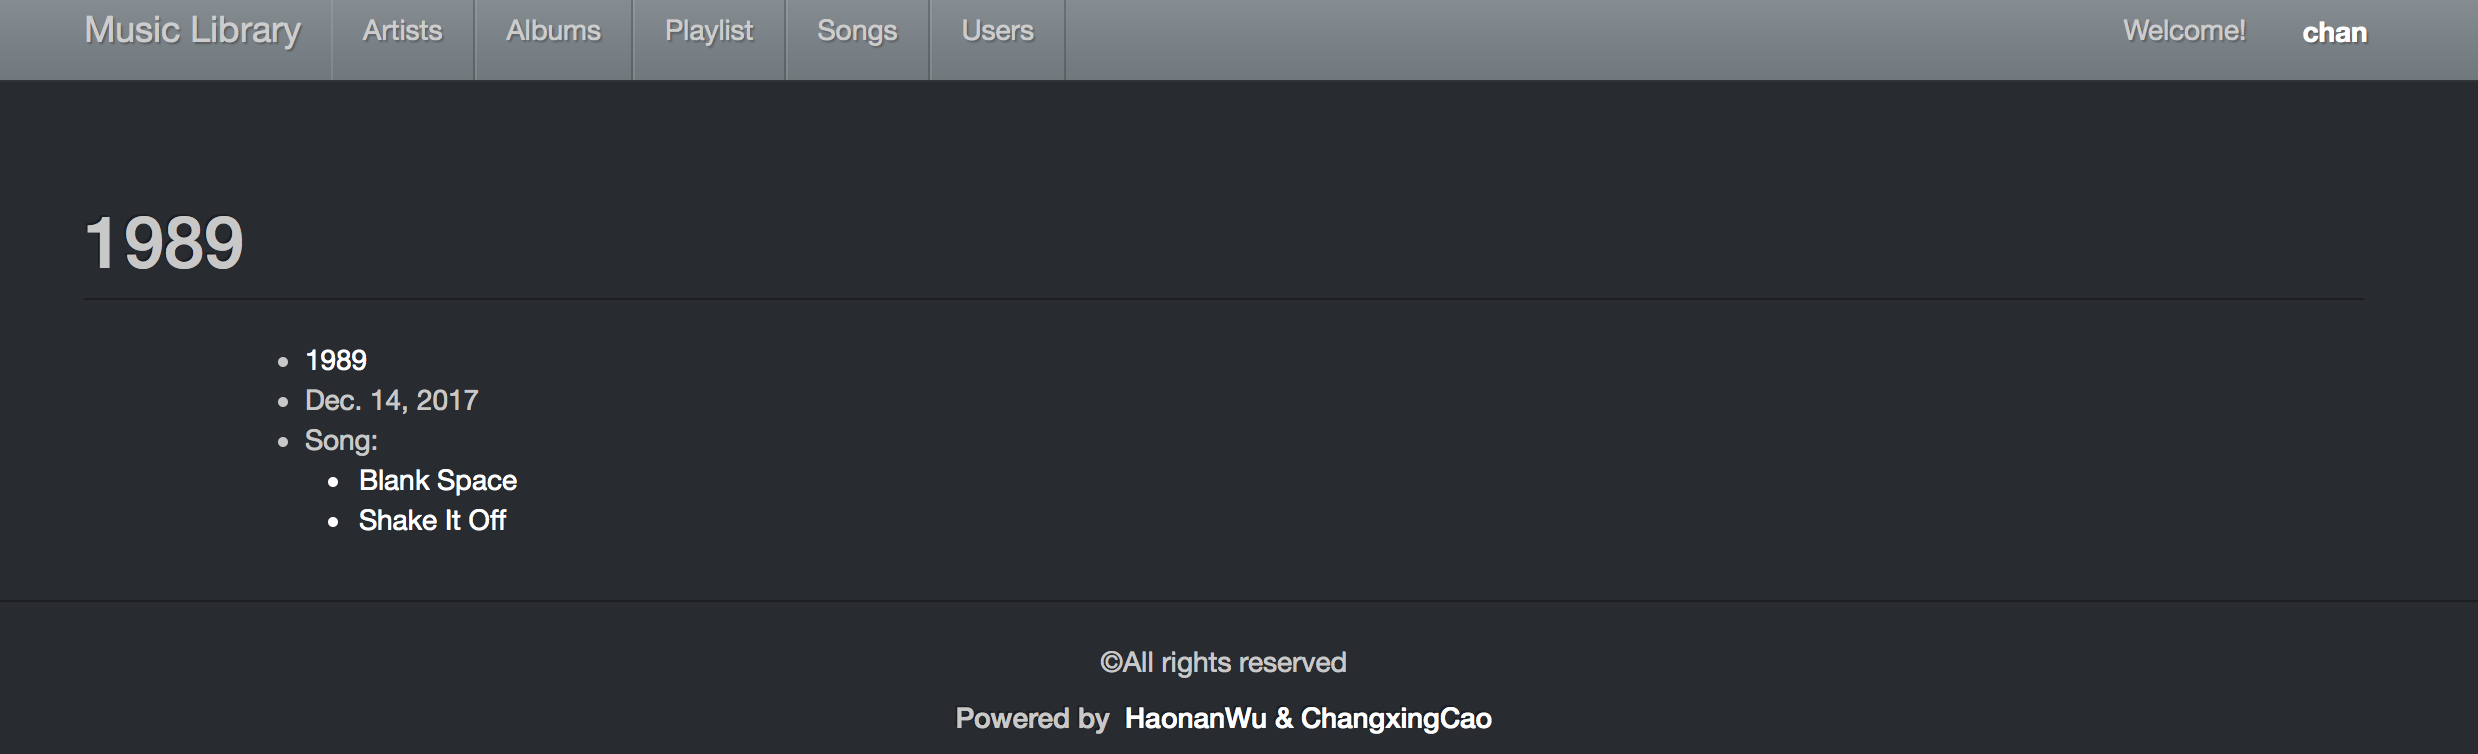 Music Library Artists Albums Playlist Songs Users Welcome! chan
1989
1989
Dec. 14, 2017
Song:
Blank Space
Shake It Off
©All rights reserved
Powered by HaonanWu & ChangxingCao